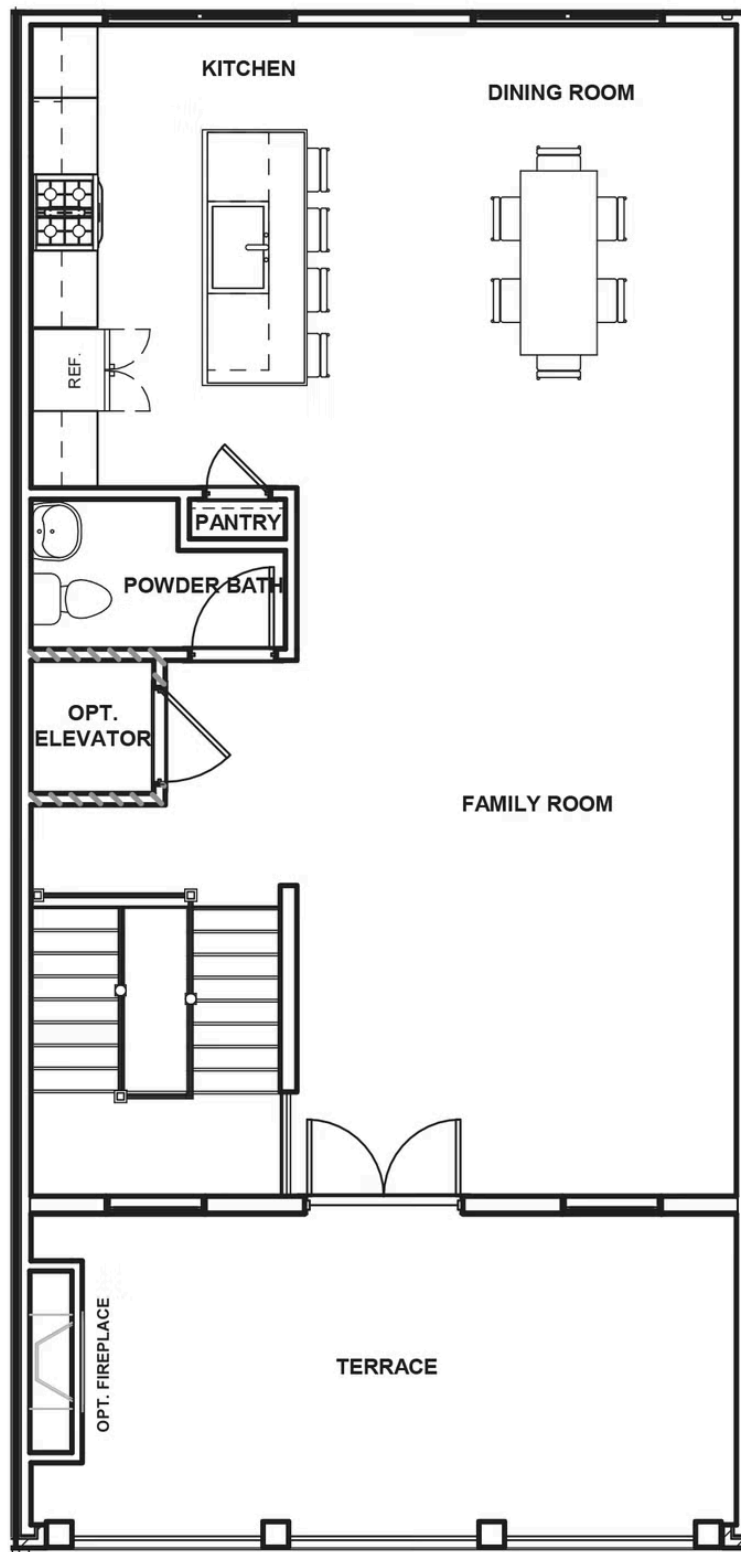 KITCHEN
DINING ROOM
REF.
PANTRY
POWDER BATH
OPT.
ELEVATOR
FAMILY ROOM
OPT. FIREPLACE
TERRACE